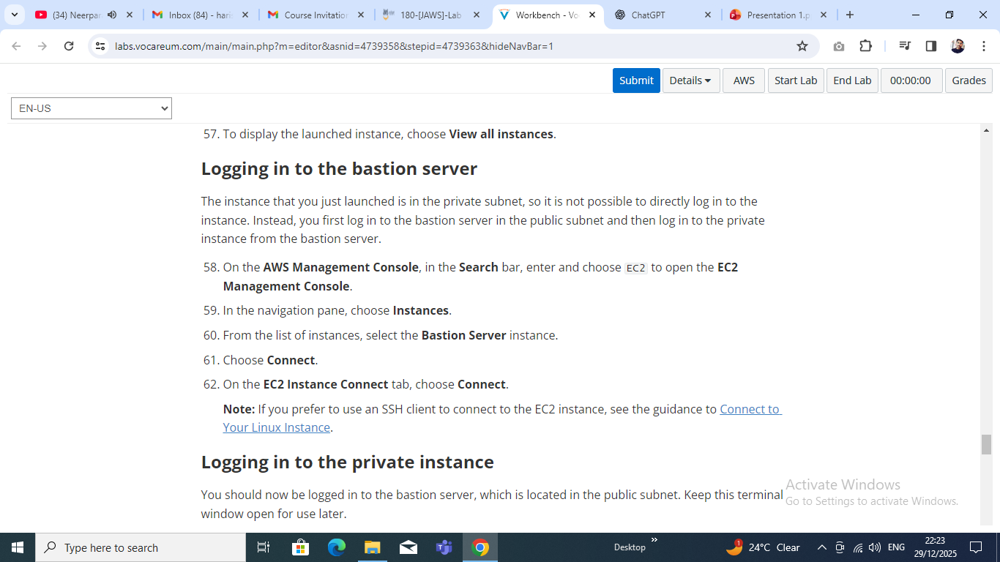 (34) Neerpar
Inbox (84) - haris
Course Invitation
180-[JAWS]-Lab
Workbench - Vo
ChatGPT
Presentation 1.p
labs.vocareum.com/main/main.php?m=editor&asnid=4739358&stepid=4739363&hideNavBar=1
Submit
Details
AWS
Start Lab
End Lab
00:00:00
Grades
EN-US
57. To display the launched instance, choose View all instances.
Logging in to the bastion server
The instance that you just launched is in the private subnet, so it is not possible to directly log in to the
instance. Instead, you first log in to the bastion server in the public subnet and then log in to the private
instance from the bastion server.
58. On the AWS Management Console, in the Search bar, enter and choose EC2 to open the EC2
Management Console.
59. In the navigation pane, choose Instances.
60. From the list of instances, select the Bastion Server instance.
61. Choose Connect.
62. On the EC2 Instance Connect tab, choose Connect.
Note: If you prefer to use an SSH client to connect to the EC2 instance, see the guidance to Connect to
Your Linux Instance.
Logging in to the private instance
You should now be logged in to the bastion server, which is located in the public subnet. Keep this terminal
window open for use later.
Activate Windows
Go to Settings to activate Windows.
Type here to search
Desktop
1
24°C Clear
ENG
22:23
29/12/2025